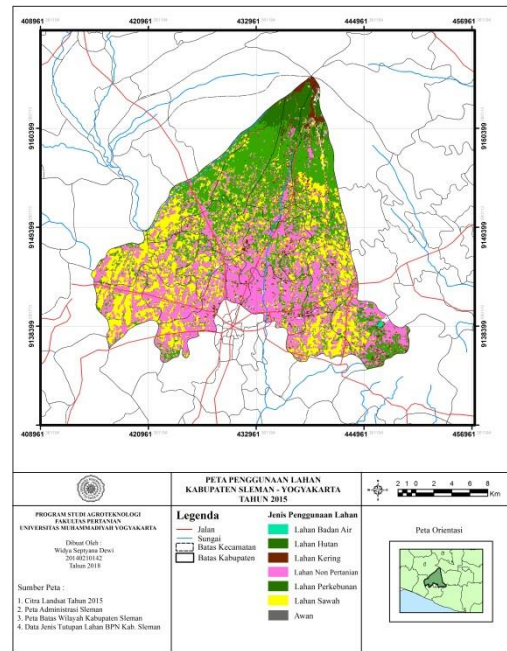 408961 420961 432961 444961 456961
9160399 9160399
9149399 9149399
9138399 9138399
408961 420961 432961 444961 456961
PROGRAM STUDI AGROTEKNOLOGI
FAKULTAS PERTANIAN
UNIVERSITAS MUHAMMADIYAH YOGYAKARTA
Dibuat Oleh :
Widya Septyana Dewi
20140210142
Tahun 2018
Sumber Peta :
1. Citra Landsat Tahun 2015
2. Peta Administrasi Sleman
3. Peta Batas Wilayah Kabupaten Sleman
4. Data Jenis Tutupan Lahan BPN Kab. Sleman
PETA PENGGUNAAN LAHAN
KABUPATEN SLEMAN - YOGYAKARTA
TAHUN 2015
Legenda
Jalan
Sungai
Batas Kecamatan
Batas Kabupaten
Jenis Penggunaan Lahan
Lahan Badan Air
Lahan Hutan
Lahan Kering
Lahan Non Pertanian
Lahan Perkebunan
Lahan Sawah
Awan
2 1 0 2 4 6 8
Km
Peta Orientasi